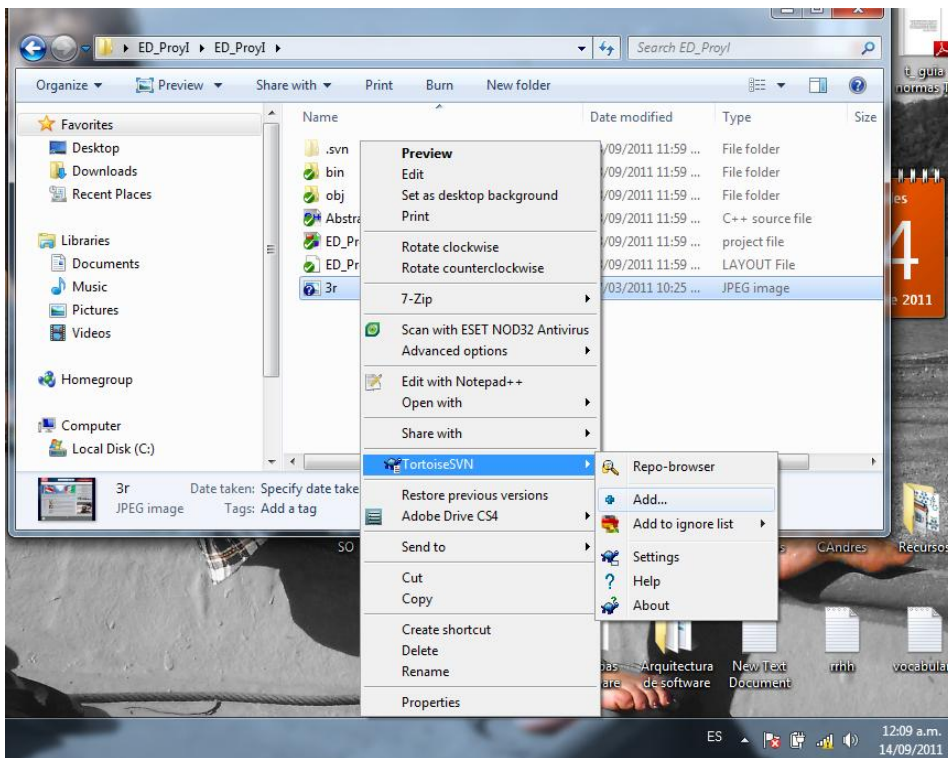 ED_ProyI ▸ ED_ProyI ▸
Search ED_ProyI
Organize Preview Share with Print Burn New folder
Name Date modified Type Size
Favorites
Desktop
Downloads
Recent Places
Libraries
Documents
Music
Pictures
Videos
Homegroup
Computer
Local Disk (C:)
.svn /09/2011 11:59 ... File folder
bin /09/2011 11:59 ... File folder
obj /09/2011 11:59 ... File folder
Abstra /09/2011 11:59 ... C++ source file
ED_Pr /09/2011 11:59 ... project file
ED_Pr /09/2011 11:59 ... LAYOUT File
3r /03/2011 10:25 ... JPEG image
3r Date taken: Specify date take
JPEG image Tags: Add a tag
Preview
Edit
Set as desktop background
Print
Rotate clockwise
Rotate counterclockwise
7-Zip
Scan with ESET NOD32 Antivirus
Advanced options
Edit with Notepad++
Open with
Share with
TortoiseSVN
Restore previous versions
Adobe Drive CS4
Send to
Cut
Copy
Create shortcut
Delete
Rename
Properties
Repo-browser
Add...
Add to ignore list
Settings
Help
About
t_guia
normas
es
4
e 2011
SO
s
CAndres
Recursos
bas
are
Arquitectura
de software
New Text
Document
rrhh
vocabular
ES
12:09 a.m.
14/09/2011